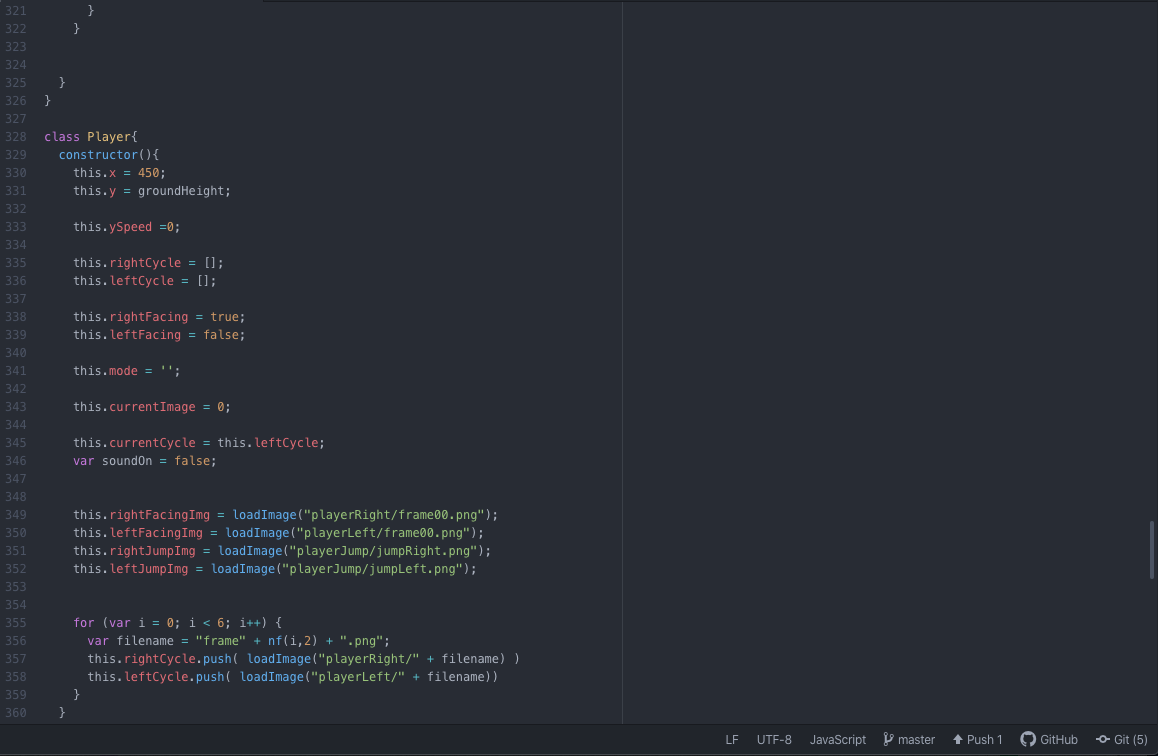 321       }
322     }
323
324
325   }
326 }
327
328 class Player{
329   constructor(){
330     this.x = 450;
331     this.y = groundHeight;
332
333     this.ySpeed =0;
334
335     this.rightCycle = [];
336     this.leftCycle = [];
337
338     this.rightFacing = true;
339     this.leftFacing = false;
340
341     this.mode = '';
342
343     this.currentImage = 0;
344
345     this.currentCycle = this.leftCycle;
346     var soundOn = false;
347
348
349     this.rightFacingImg = loadImage("playerRight/frame00.png");
350     this.leftFacingImg = loadImage("playerLeft/frame00.png");
351     this.rightJumpImg = loadImage("playerJump/jumpRight.png");
352     this.leftJumpImg = loadImage("playerJump/jumpLeft.png");
353
354
355     for (var i = 0; i < 6; i++) {
356       var filename = "frame" + nf(i,2) + ".png";
357       this.rightCycle.push( loadImage("playerRight/" + filename) )
358       this.leftCycle.push( loadImage("playerLeft/" + filename))
359     }
360   }
LF UTF-8 JavaScript master Push 1 GitHub Git (5)